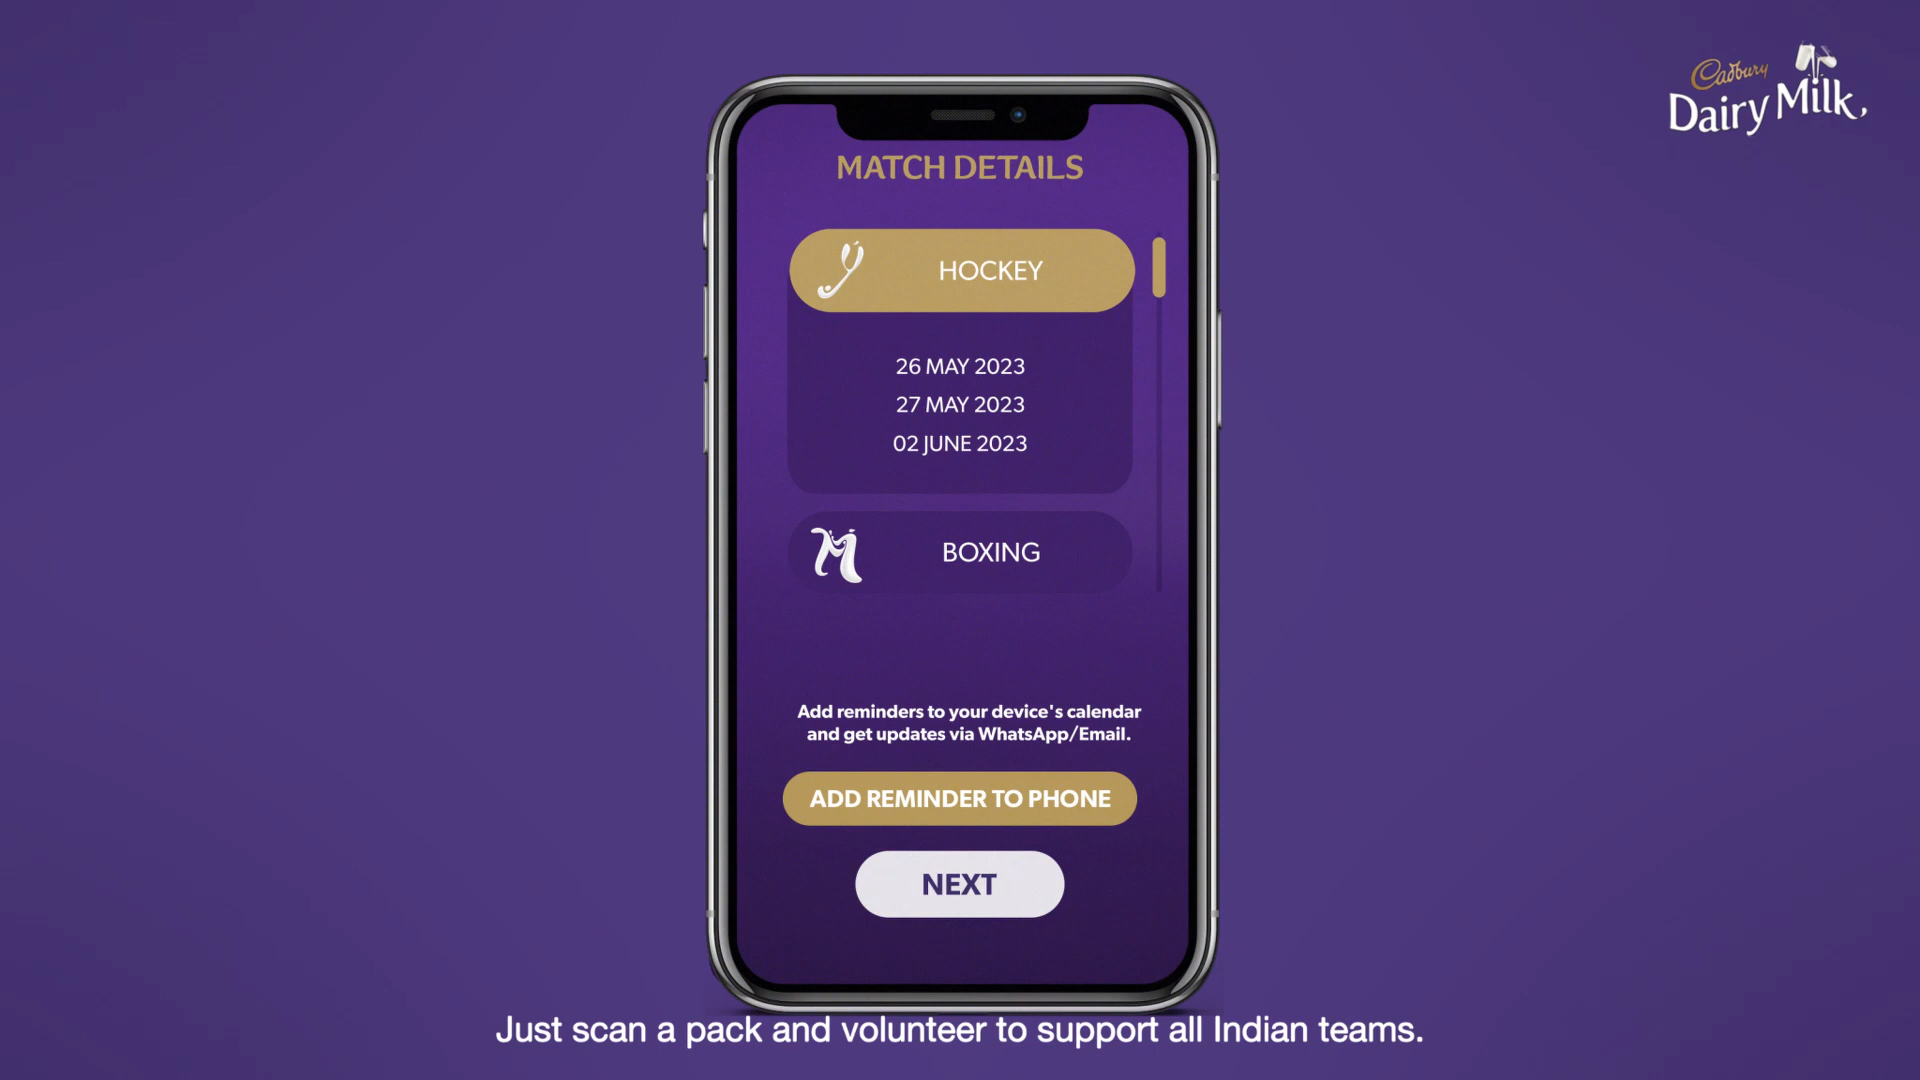 Cadbury
Dairy Milk
MATCH DETAILS
HOCKEY
26 MAY 2023
27 MAY 2023
02 JUNE 2023
BOXING
Add reminders to your device's calendar
and get updates via WhatsApp/Email.
ADD REMINDER TO PHONE
NEXT
Just scan a pack and volunteer to support all Indian teams.